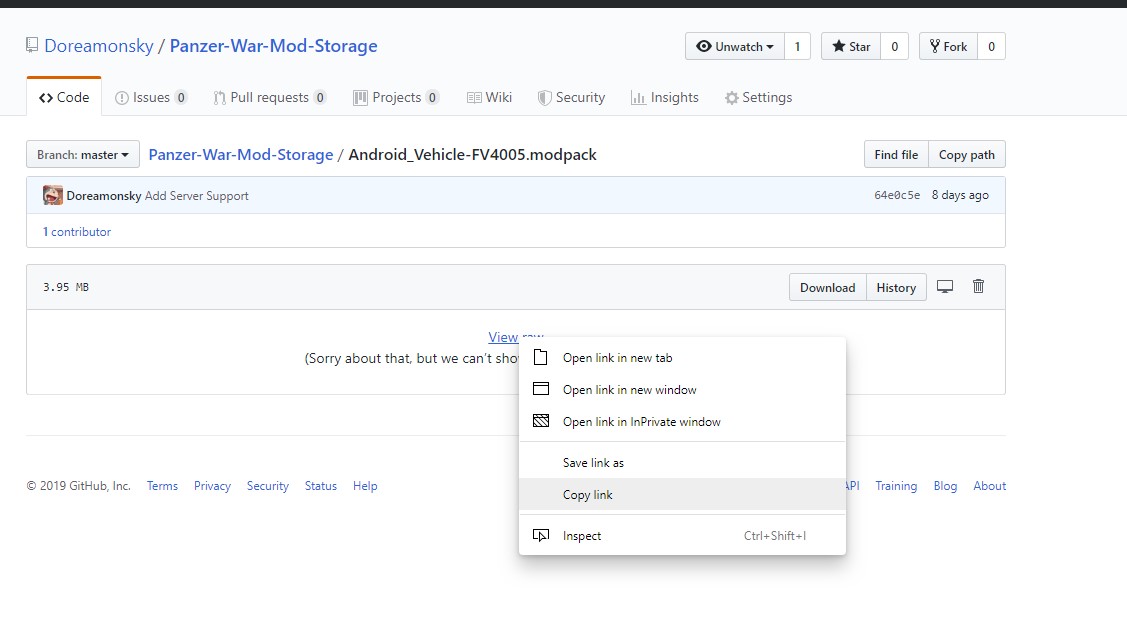 Doreamonsky / Panzer-War-Mod-Storage
Unwatch 1 Star 0 Fork 0
Code Issues 0 Pull requests 0 Projects 0 Wiki Security Insights Settings
Branch: master Panzer-War-Mod-Storage / Android_Vehicle-FV4005.modpack Find file Copy path
Doreamonsky Add Server Support 64e0c5e 8 days ago
1 contributor
3.95 MB Download History
View raw
(Sorry about that, but we can't
Open link in new tab
Open link in new window
Open link in InPrivate window
Save link as
Copy link
Inspect Ctrl+Shift+I
© 2019 GitHub, Inc. Terms Privacy Security Status Help API Training Blog About